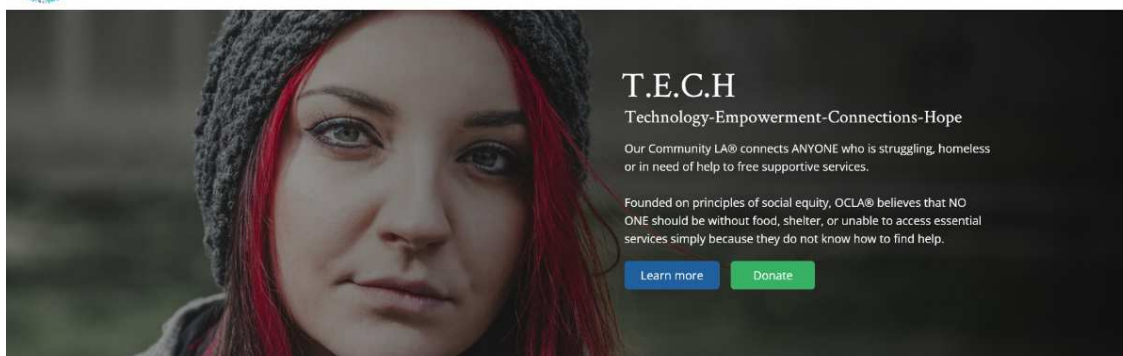 T.E.C.H
Technology-Empowerment-Connections-Hope
Our Community LA® connects ANYONE who is struggling, homeless
or in need of help to free supportive services.
Founded on principles of social equity, OCLA® believes that NO
ONE should be without food, shelter, or unable to access essential
services simply because they do not know how to find help.
Learn more
Donate